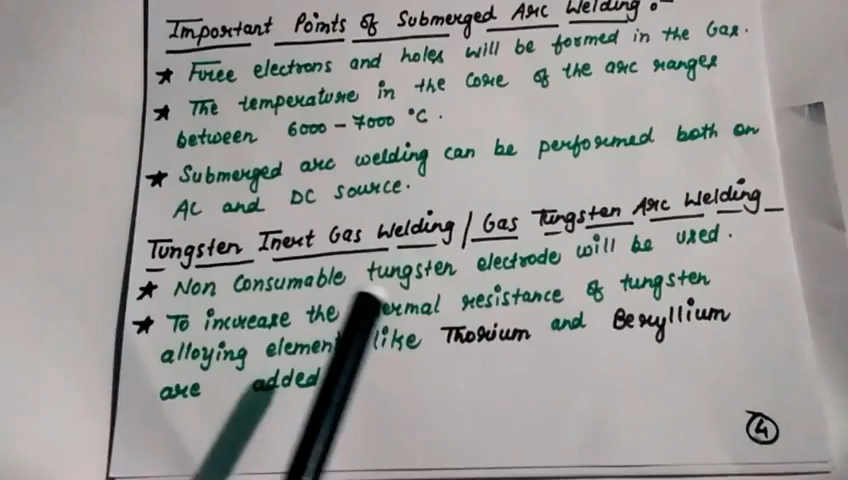 Important Points of Submerged Arc Welding.
★ Free electrons and holes will be formed in the Gas.
★ The temperature in the core of the arc ranges
between 6000 - 7000 °C.
★ Submerged arc welding can be performed both on
AC and DC source.
Tungsten Inert Gas Welding / Gas Tungsten Arc Welding
★ Non Consumable tungsten electrode will be used.
★ To increase the thermal resistance of tungsten
alloying element like Thorium and Beryllium
are added
4